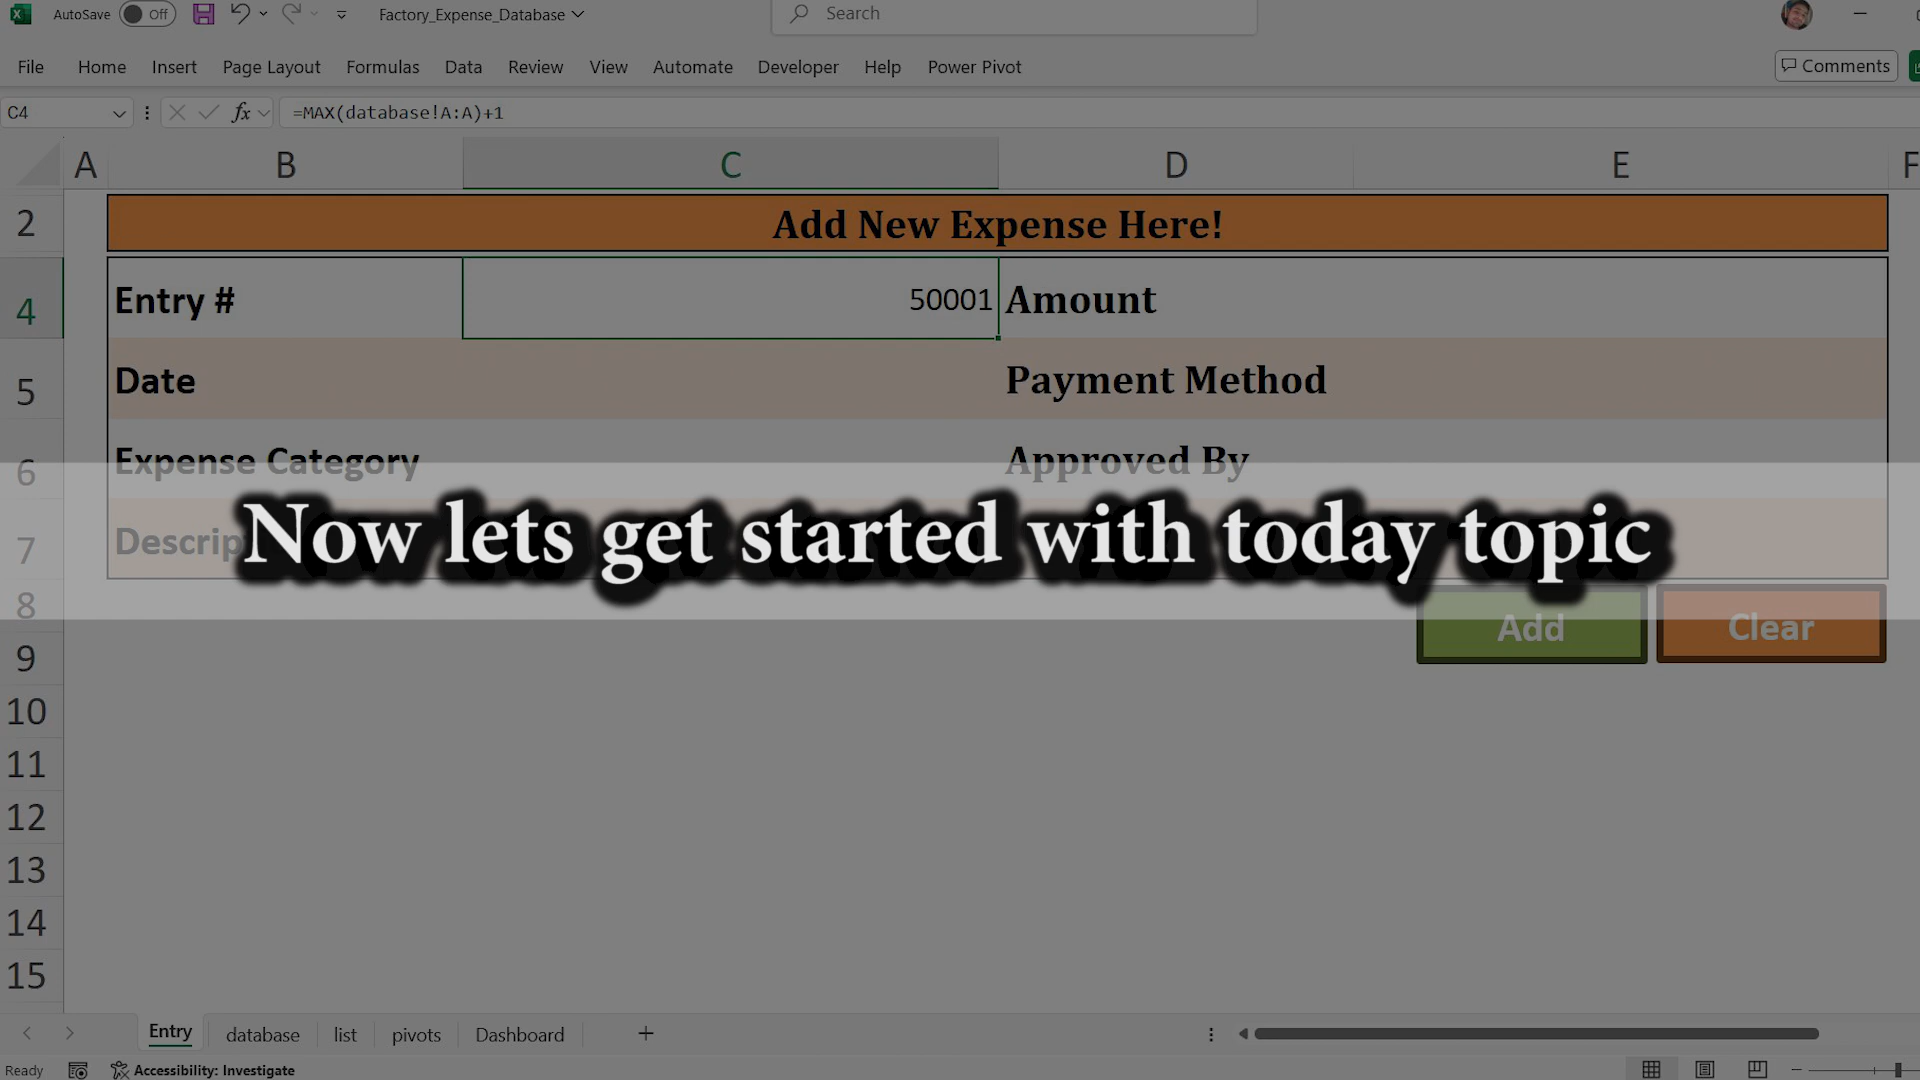 AutoSave Off Factory_Expense_Database Search
File Home Insert Page Layout Formulas Data Review View Automate Developer Help Power Pivot Comments
C4 fx =MAX(database!A:A)+1
A B C D E F
2 Add New Expense Here!
4 Entry # 50001 Amount
5 Date Payment Method
6 Expense Category Approved By
7
Now lets get started with today topic
8
Add Clear
9
10
11
12
13
14
15
Entry database list pivots Dashboard +
Ready Accessibility: Investigate